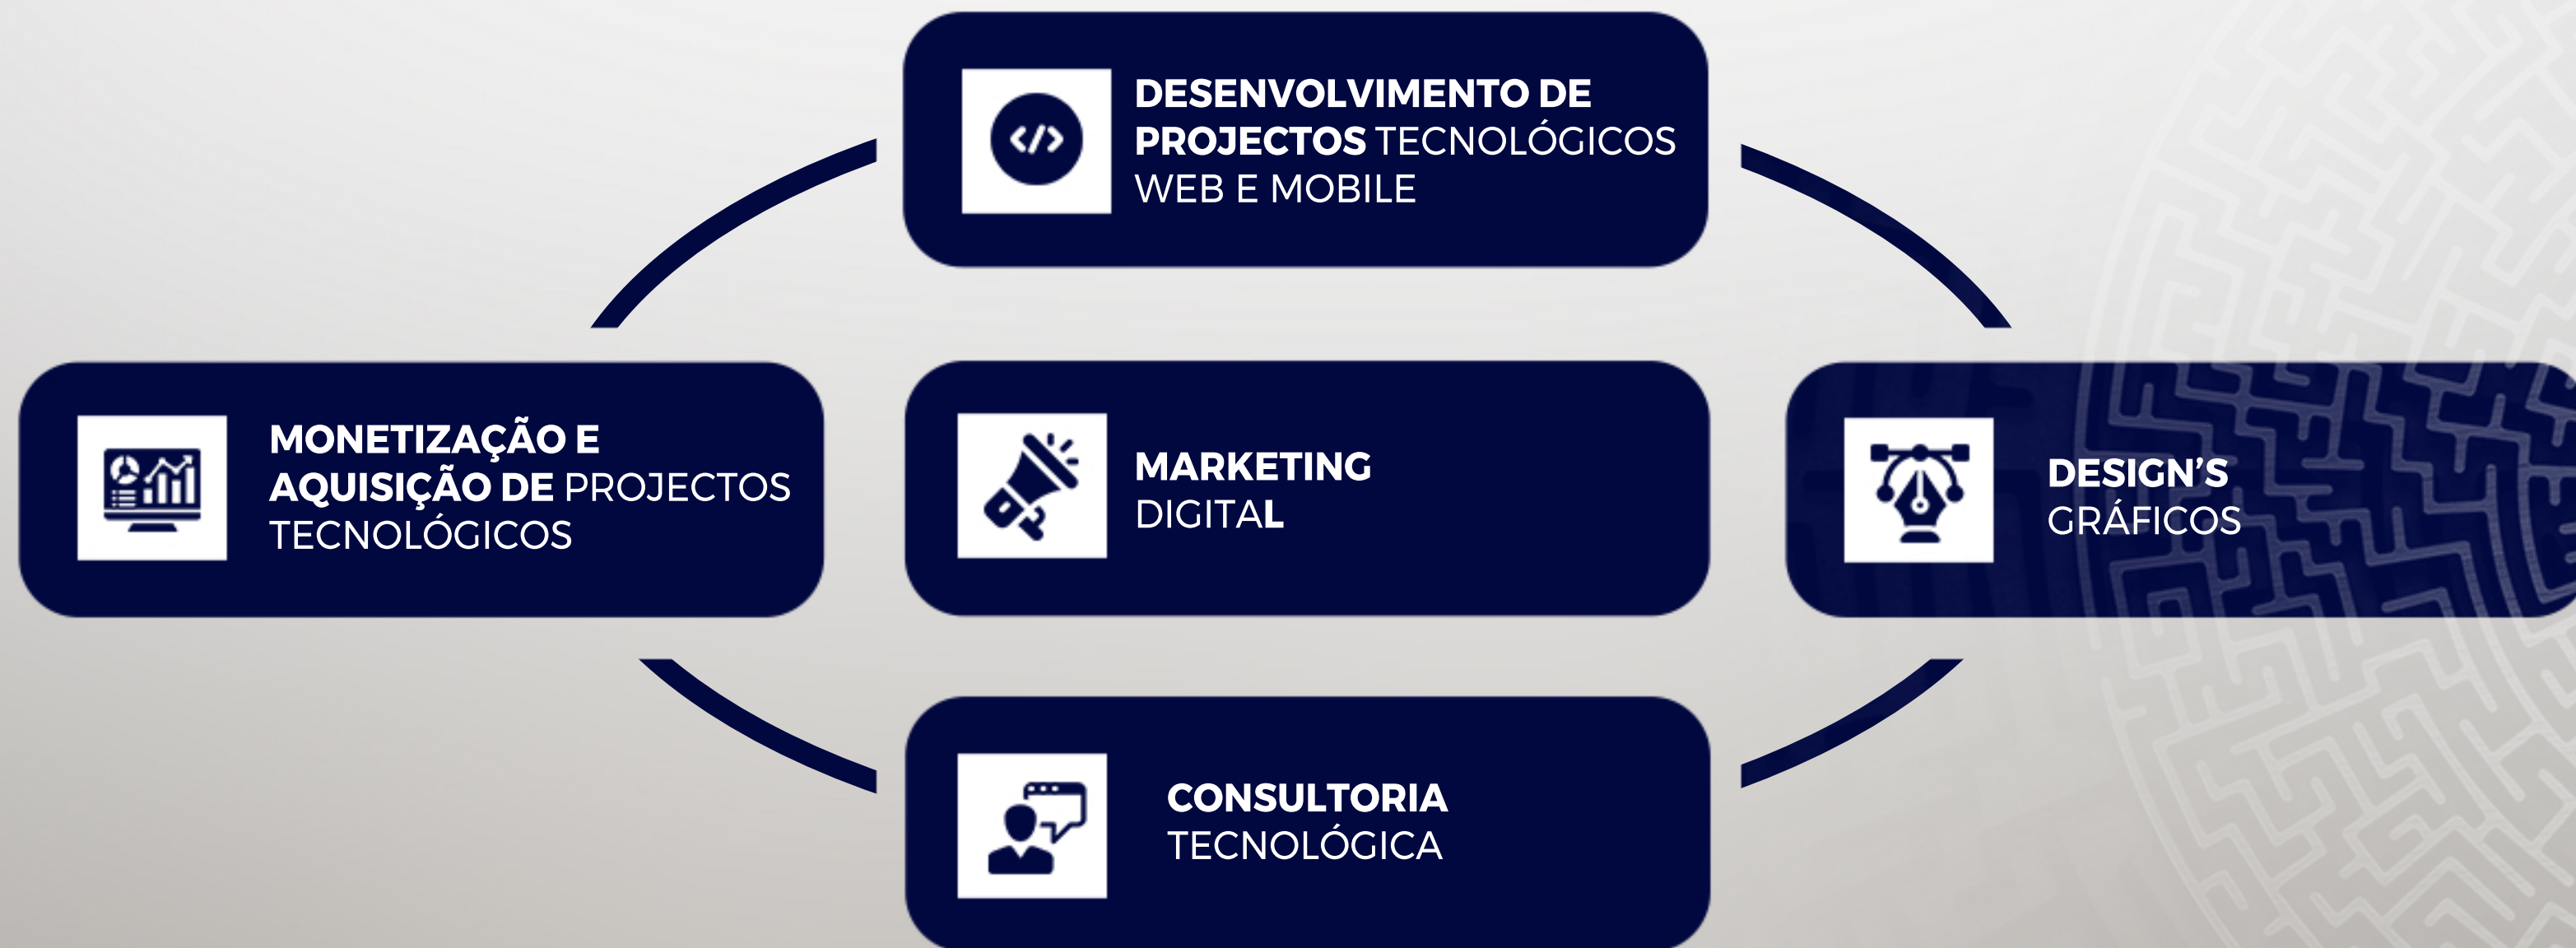 DESENVOLVIMENTO DE
PROJECTOS TECNOLÓGICOS
WEB E MOBILE
MONETIZAÇÃO E
AQUISIÇÃO DE PROJECTOS
TECNOLÓGICOS
MARKETING
DIGITAL
DESIGN’S
GRÁFICOS
CONSULTORIA
TECNOLÓGICA